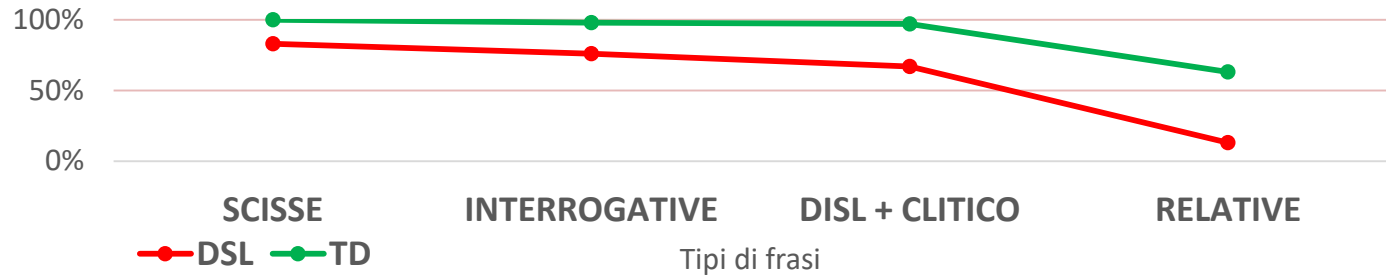 100%
50%
0%
SCISSE INTERROGATIVE DISL + CLITICO RELATIVE
DSL TD Tipi di frasi